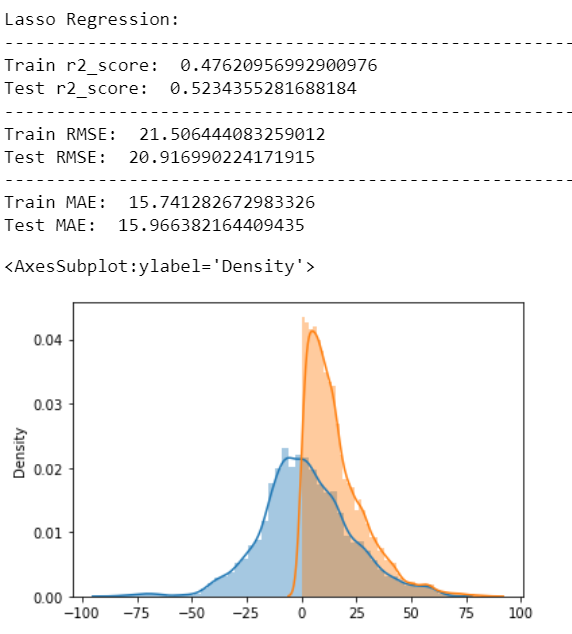 Lasso Regression:
-----------------------------------------------------
Train r2_score:  0.47620956992900976
Test r2_score:  0.5234355281688184
-----------------------------------------------------
Train RMSE:  21.506444083259012
Test RMSE:  20.916990224171915
-----------------------------------------------------
Train MAE:  15.741282672983326
Test MAE:  15.966382164409435
<AxesSubplot:ylabel='Density'>
0.04
0.03
Density
0.02
0.01
0.00
−100 −75 −50 −25 0 25 50 75 100